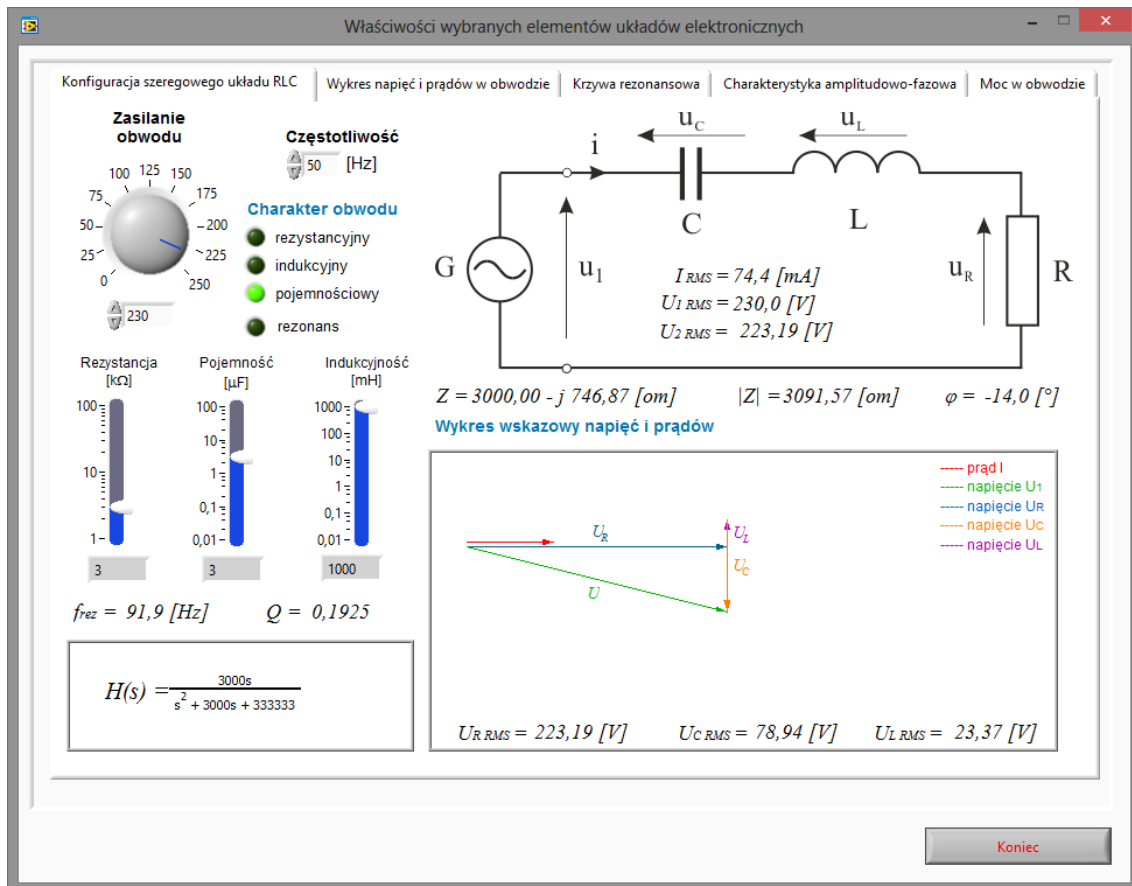 Właściwości wybranych elementów układów elektronicznych
Konfiguracja szeregowego układu RLC
Wykres napięć i prądów w obwodzie
Krzywa rezonansowa
Charakterystyka amplitudowo-fazowa
Moc w obwodzie
Zasilanie
obwodu
0
25
50
75
100
125
150
175
200
225
250
230
Częstotliwość
50 [Hz]
Charakter obwodu
rezystancyjny
indukcyjny
pojemnościowy
rezonans
Rezystancja
[kΩ]
100
10
1
3
Pojemność
[µF]
100
10
1
0,1
0,01
3
Indukcyjność
[mH]
1000
100
10
1
0,1
0,01
1000
frez = 91,9 [Hz]
Q = 0,1925
H(s) = 3000s
s2 + 3000s + 333333
i
uC
uL
C
L
G
u1
uR
R
I RMS = 74,4 [mA]
U1 RMS = 230,0 [V]
U2 RMS = 223,19 [V]
Z = 3000,00 - j 746,87 [om]
|Z| = 3091,57 [om]
φ = -14,0 [°]
Wykres wskazowy napięć i prądów
----- prąd I
----- napięcie U1
----- napięcie UR
----- napięcie UC
----- napięcie UL
UR
UL
UC
U
UR RMS = 223,19 [V]
UC RMS = 78,94 [V]
UL RMS = 23,37 [V]
Koniec